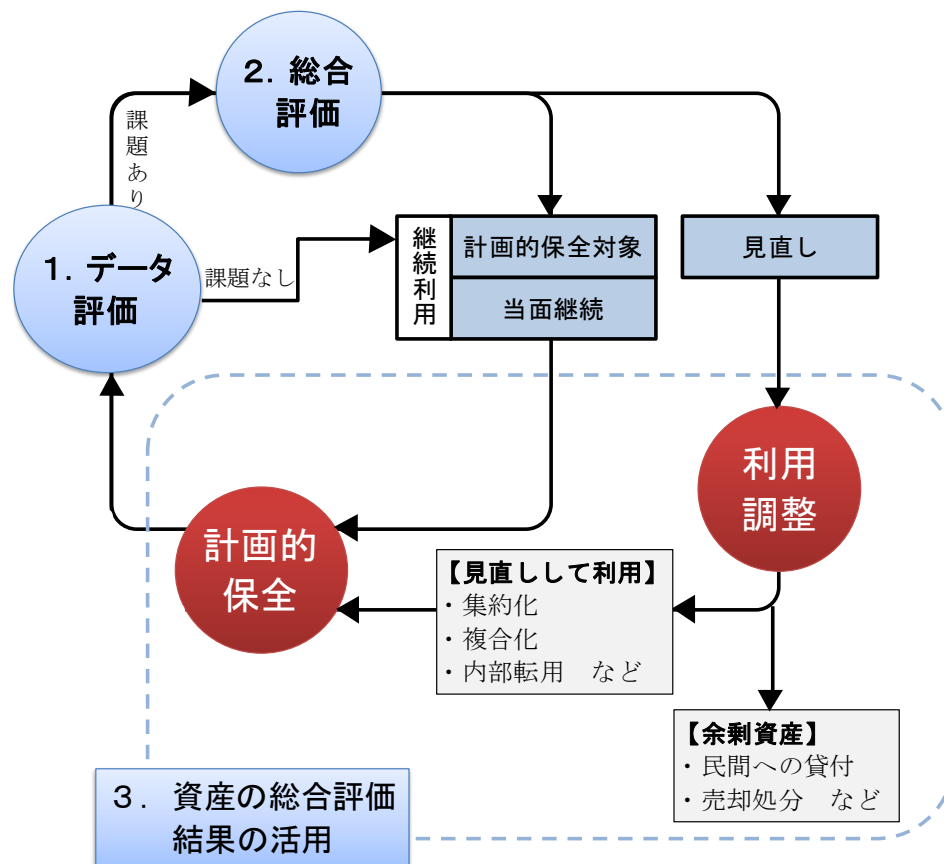 2．総合
評価
課題あり
1．データ
評価
課題なし
継続利用
計画的保全対象
当面継続
見直し
利用
調整
計画的
保全
【見直しして利用】
・集約化
・複合化
・内部転用　など
【余剰資産】
・民間への貸付
・売却処分　など
３．資産の総合評価
結果の活用